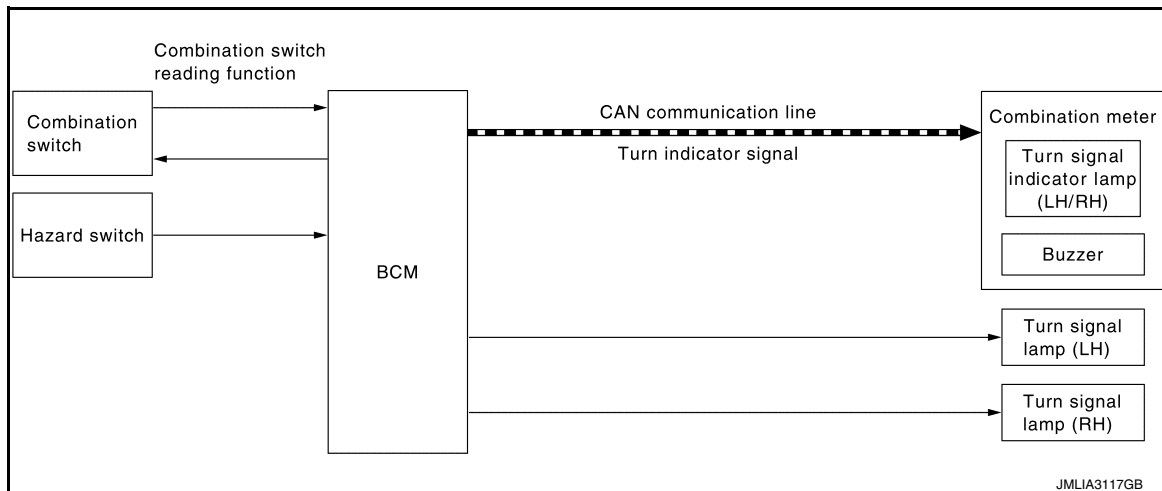 Combination switch
reading function
Combination
switch
Hazard switch
BCM
CAN communication line
Turn indicator signal
Combination meter
Turn signal
indicator lamp
(LH/RH)
Buzzer
Turn signal
lamp (LH)
Turn signal
lamp (RH)
JMLIA3117GB